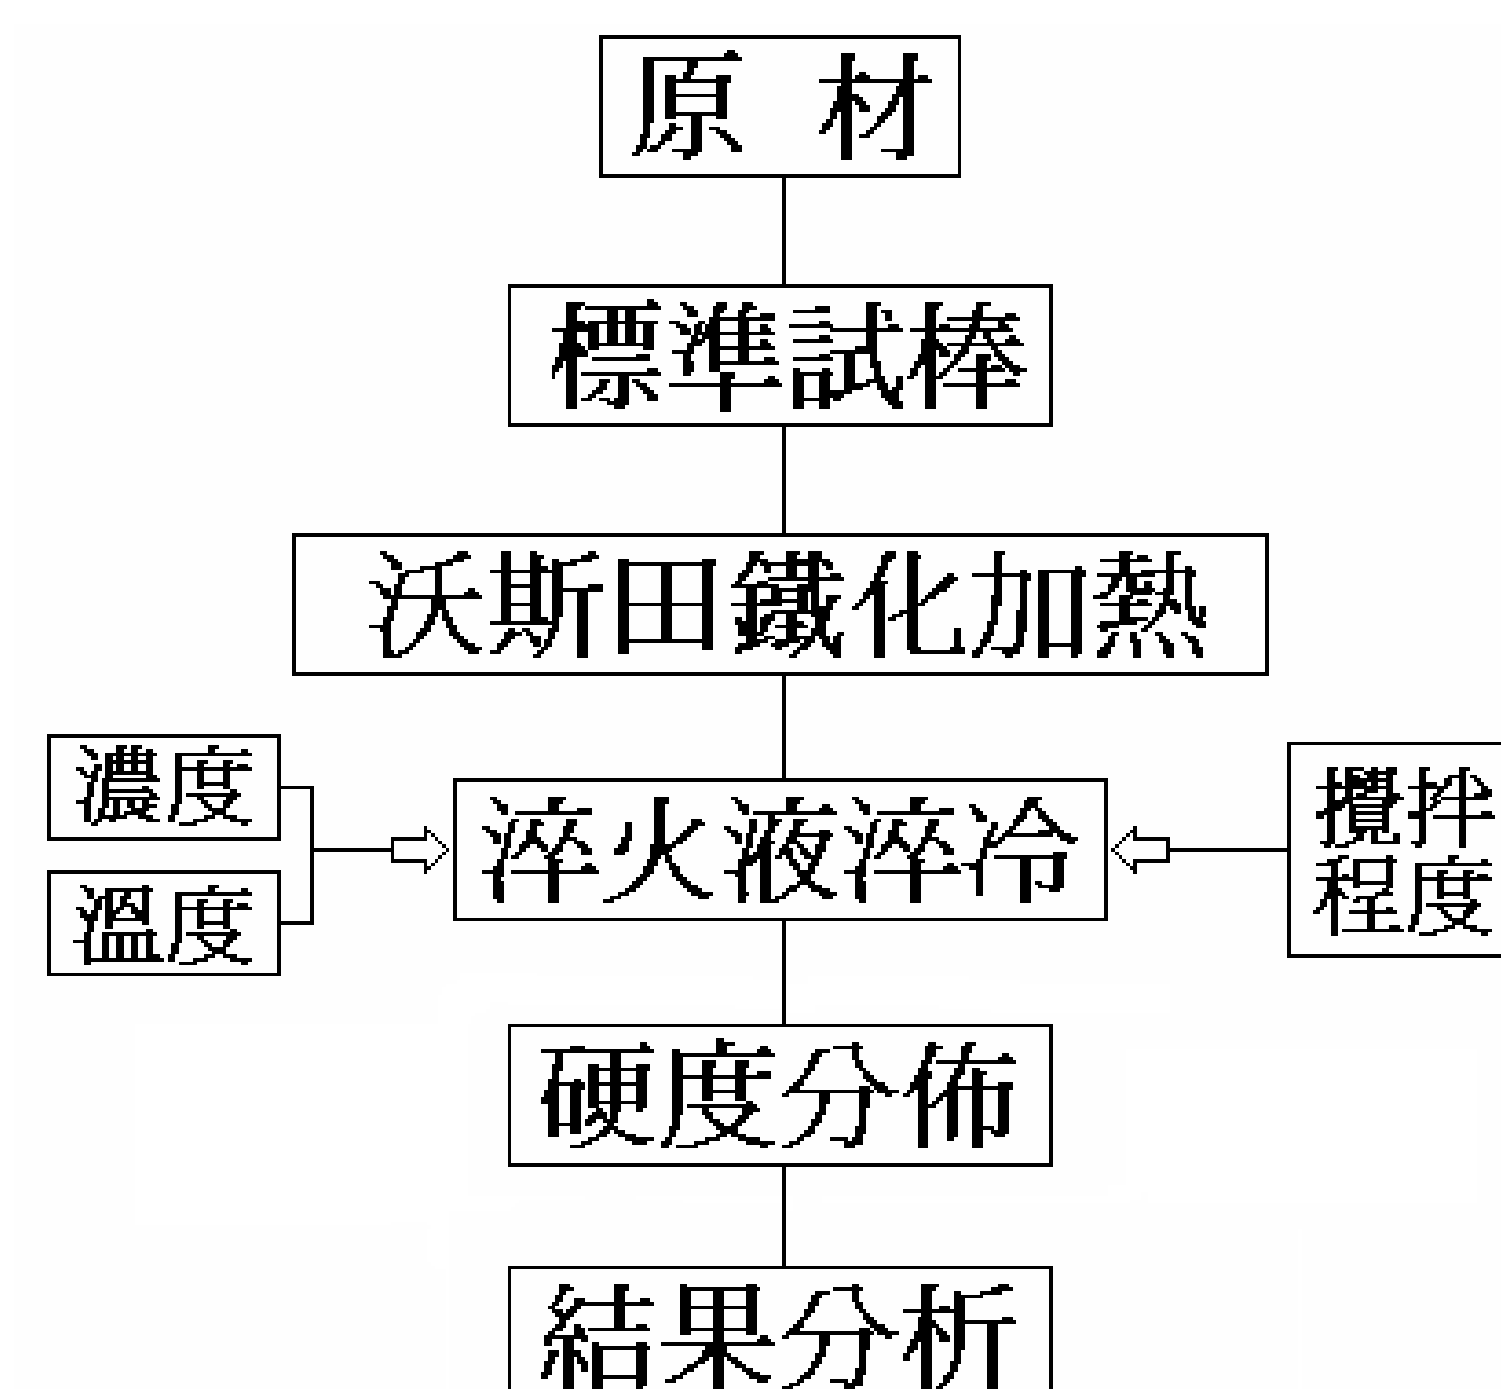 原 材
標準試棒
沃斯田鐵化加熱
濃度
溫度
淬火液淬冷
攪拌
程度
硬度分佈
結果分析